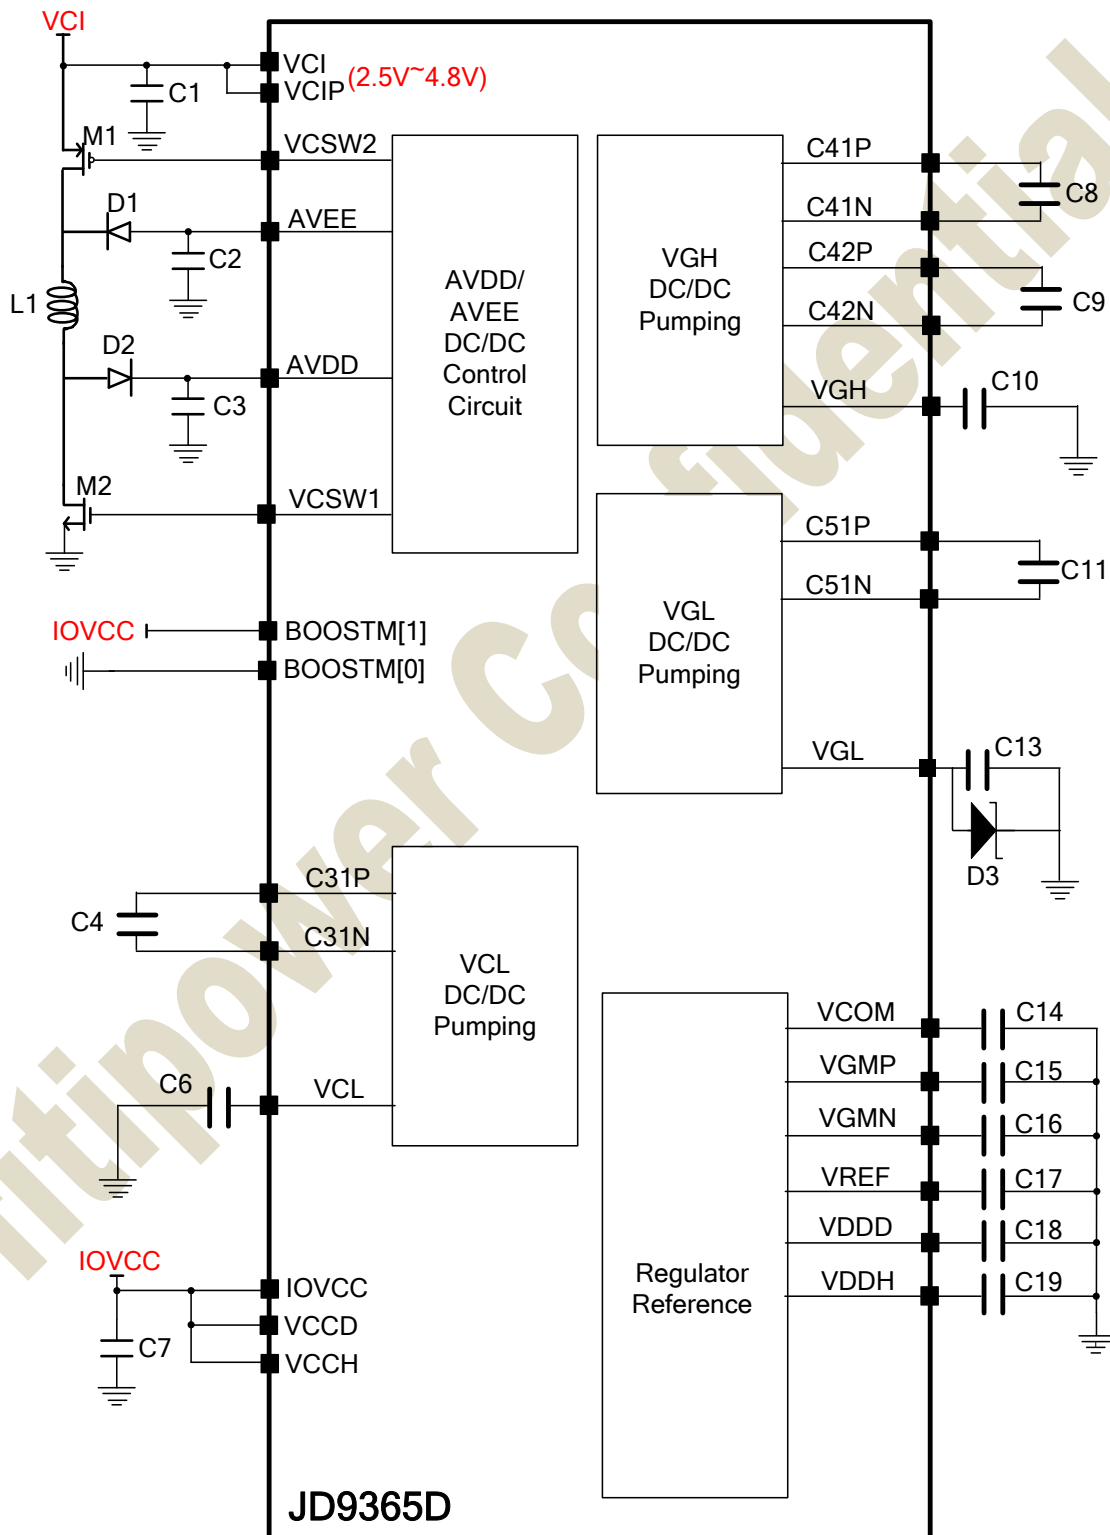 VCI
VCI
(2.5V~4.8V)
VCIP
C1
M1
VCSW2
D1
AVEE
C2
L1
D2
AVDD
C3
M2
VCSW1
AVDD/
AVEE
DC/DC
Control
Circuit
VGH
DC/DC
Pumping
C41P
C41N
C8
C42P
C42N
C9
VGH
C10
IOVCC
BOOSTM[1]
BOOSTM[0]
VGL
DC/DC
Pumping
C51P
C51N
C11
VGL
C13
D3
C31P
C4
C31N
VCL
DC/DC
Pumping
C6
VCL
Regulator
Reference
VCOM
C14
VGMP
C15
VGMN
C16
VREF
C17
VDDD
C18
VDDH
C19
IOVCC
IOVCC
VCCD
C7
VCCH
JD9365D
fitipower Confidential